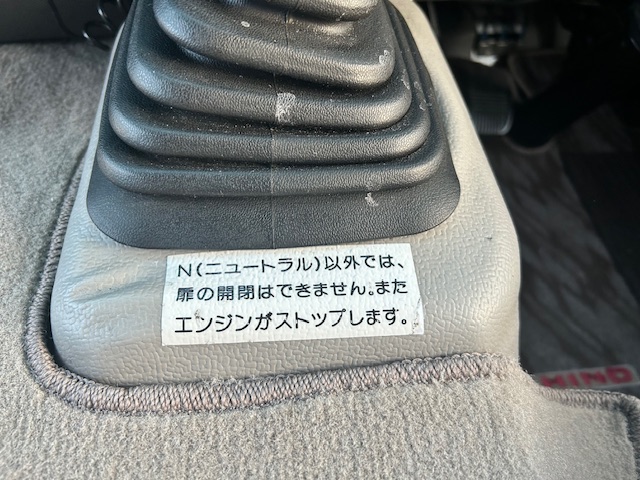 N(ニュートラル)以外では、
扉の開閉はできません。また
エンジンがストップします。
HINO